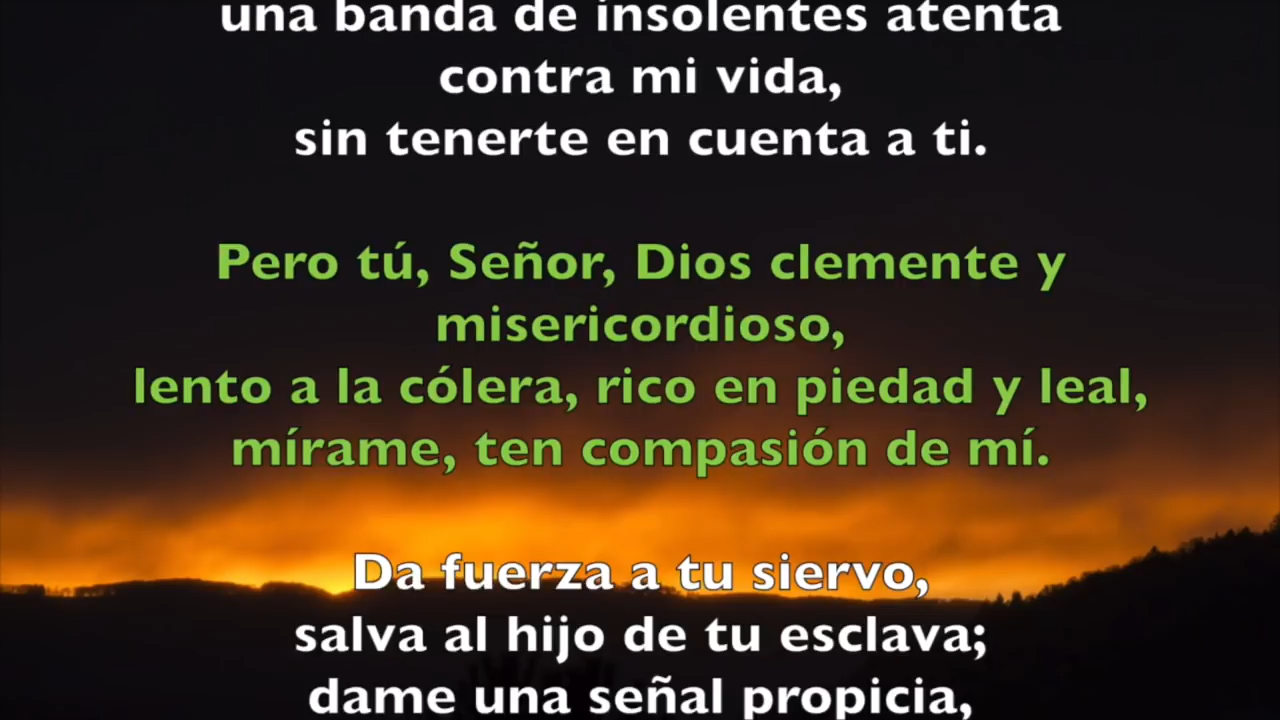 una banda de insolentes atenta
contra mi vida,
sin tenerte en cuenta a ti.
Pero tú, Señor, Dios clemente y
misericordioso,
lento a la cólera, rico en piedad y leal,
mírame, ten compasión de mí.
Da fuerza a tu siervo,
salva al hijo de tu esclava;
dame una señal propicia,